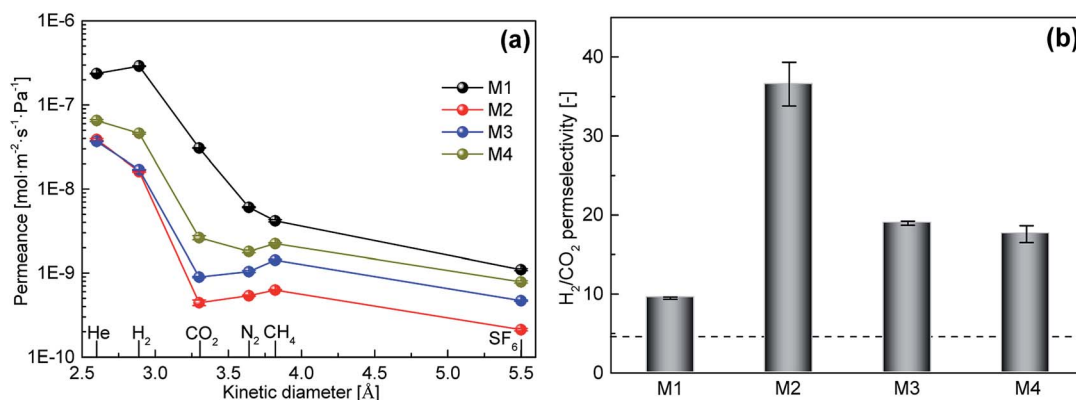 (a)
1E-6
1E-7
1E-8
1E-9
1E-10
Permeance [mol·m⁻²·s⁻¹·Pa⁻¹]
M1
M2
M3
M4
He H₂ CO₂ N₂ CH₄ SF₆
2.5 3.0 3.5 4.0 4.5 5.0 5.5
Kinetic diameter [Å]
(b)
40
30
20
10
0
H₂/CO₂ permselectivity [-]
M1 M2 M3 M4